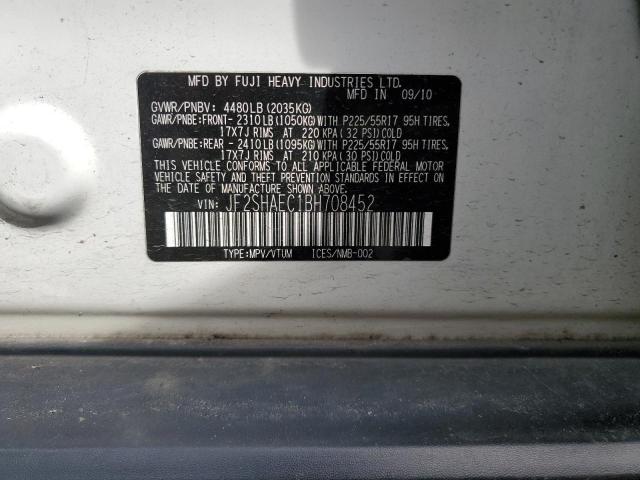 MFD BY FUJI HEAVY INDUSTRIES LTD.
MFD IN 09/10
GVWR/PNBV: 4480LB(2035KG)
GAWR/PNBE:FRONT- 2310LB(1050KG)WITH P225/55R17 95H TIRES,
17X7J RIMS AT 220 KPA(32 PSI)COLD
GAWR/PNBE:REAR - 2410LB(1095KG)WITH P225/55R17 95H TIRES,
17X7J RIMS AT 210 KPA(30 PSI)COLD
THIS VEHICLE CONFORMS TO ALL APPLICABLE FEDERAL MOTOR
VEHICLE SAFETY,BUMPER, AND THEFT PREVENTION STANDARDS
IN EFFECT ON THE DATE OF MANUFACTURE SHOWN ABOVE.
VIN: JF2SHAEC1BH708452
TYPE:MPV/VTUM ICES/NMB-002